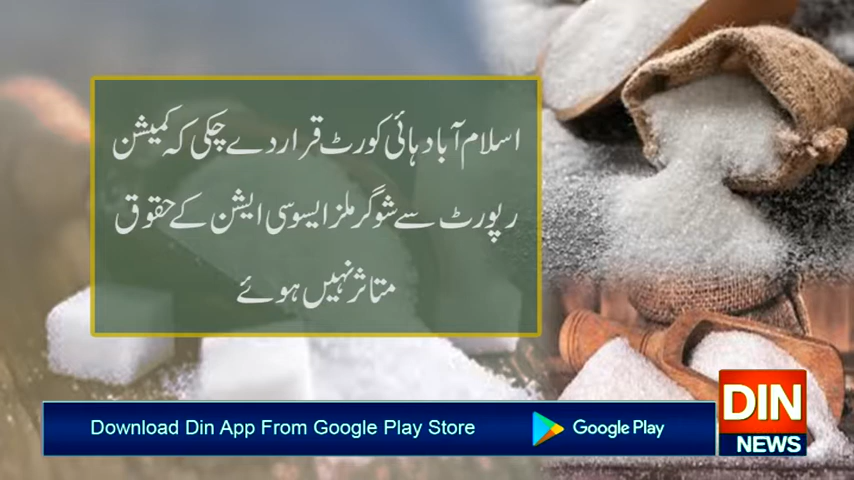 اسلام آباد ہائی کورٹ قرار دے چکی کہ کمیشن
رپورٹ سے شوگر ملز ایسوسی ایشن کے حقوق
متاثر نہیں ہوئے
Download Din App From Google Play Store
Google Play
DIN
NEWS